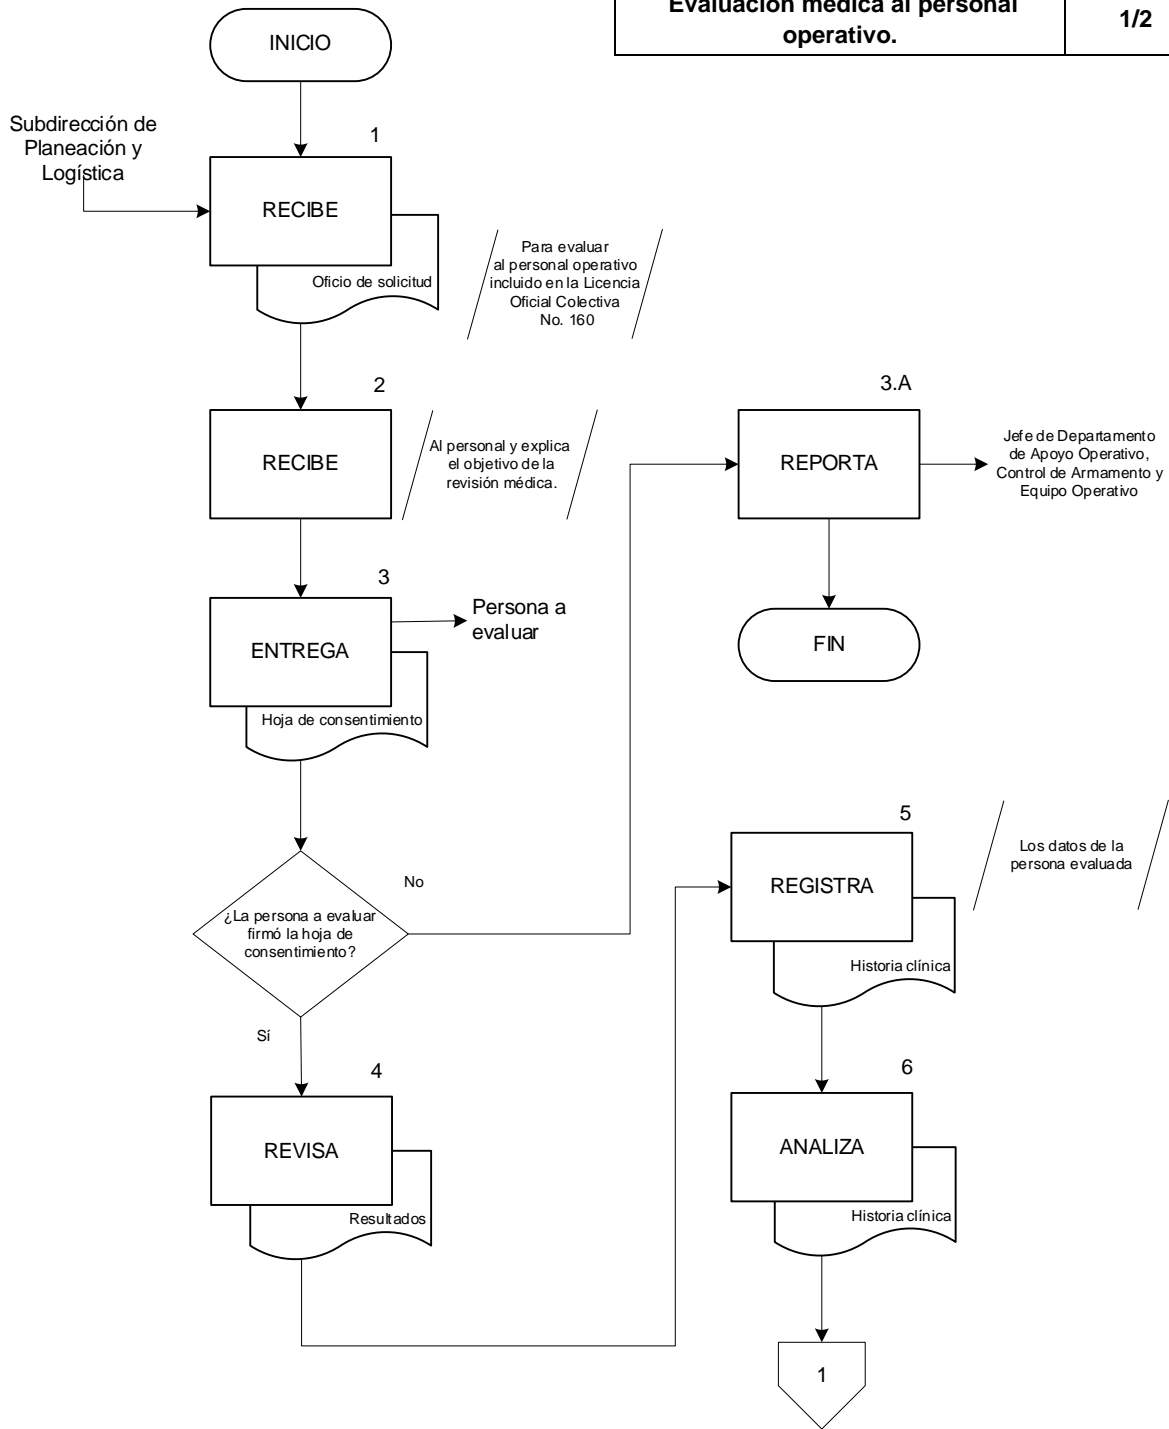 Evaluación médica al personal
operativo.
1/2
INICIO
Subdirección de
Planeación y
Logística
1
RECIBE
Oficio de solicitud
Para evaluar
al personal operativo
incluido en la Licencia
Oficial Colectiva
No. 160
2
RECIBE
Al personal y explica
el objetivo de la
revisión médica.
3.A
REPORTA
Jefe de Departamento
de Apoyo Operativo,
Control de Armamento y
Equipo Operativo
3
ENTREGA
Persona a
evaluar
Hoja de consentimiento
FIN
¿La persona a evaluar
firmó la hoja de
consentimiento?
No
Sí
4
REVISA
Resultados
5
REGISTRA
Los datos de la
persona evaluada
Historia clínica
6
ANALIZA
Historia clínica
1